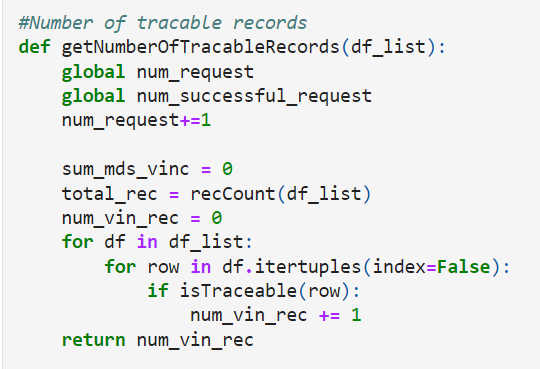 #Number of tracable records
def getNumberOfTracableRecords(df_list):
    global num_request
    global num_successful_request
    num_request+=1

    sum_mds_vinc = 0
    total_rec = recCount(df_list)
    num_vin_rec = 0
    for df in df_list:
        for row in df.itertuples(index=False):
            if isTraceable(row):
                num_vin_rec += 1
    return num_vin_rec